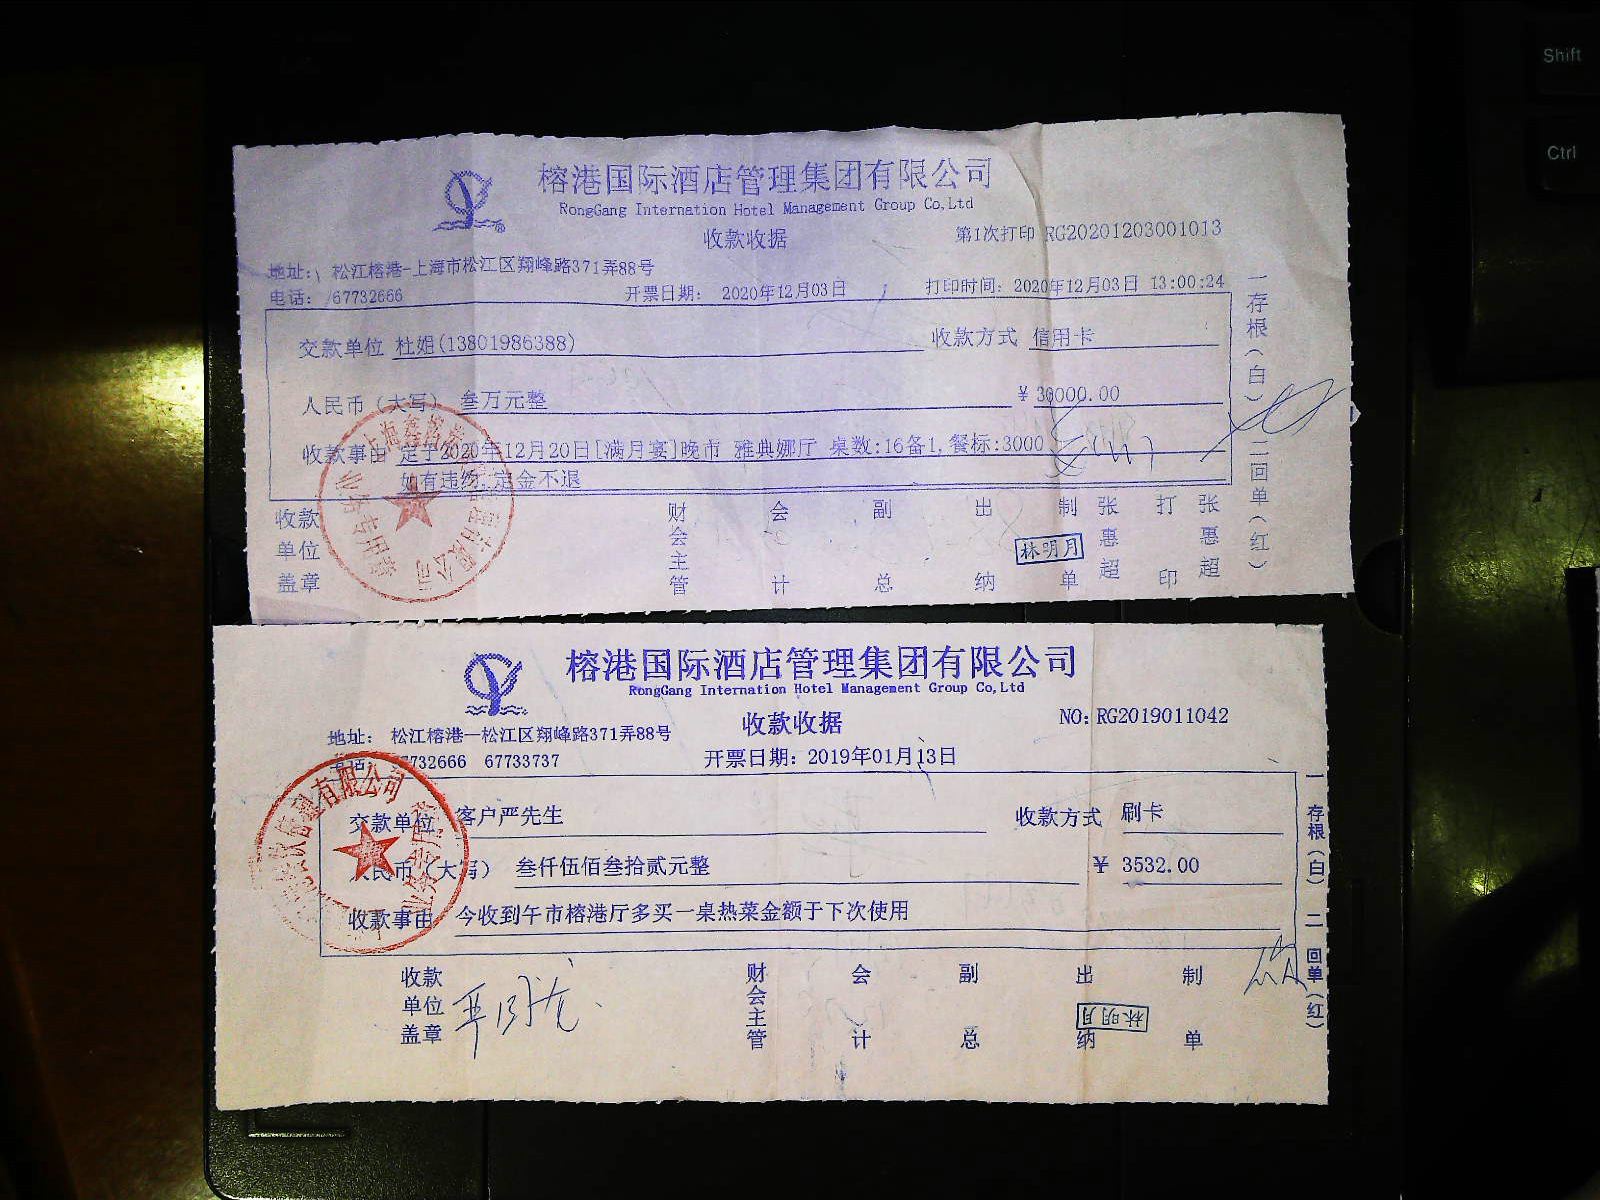 Shift
Ctrl
榕港国际酒店管理集团有限公司
RongGang Internation Hotel Management Group Co,Ltd
收款收据
第1次打印 RG20201203001013
地址: 松江榕港-上海市松江区翔峰路371弄88号
电话: 67732666
开票日期: 2020年12月03日
打印时间: 2020年12月03日 13:00:24
交款单位 杜姐(13801986388)
收款方式 信用卡
人民币（大写） 叁万元整
¥ 30000.00
收款事由 定于2020年12月20日[满月宴]晚市 雅典娜厅 桌数:16备1,餐标:3000
如有违约,定金不退
收款单位盖章
财会主管
会计
副总
出纳
林明月
制单
张惠超
打印
张惠超
一存根（白）
二回单（红）
榕港国际酒店管理集团有限公司
RongGang Internation Hotel Management Group Co,Ltd
收款收据
NO: RG2019011042
地址: 松江榕港—松江区翔峰路371弄88号
电话: 67732666 67733737
开票日期: 2019年01月13日
交款单位 客户严先生
收款方式 刷卡
人民币（大写） 叁仟伍佰叁拾贰元整
¥ 3532.00
收款事由 今收到午市榕港厅多买一桌热菜金额于下次使用
收款单位盖章
财会主管
会计
副总
出纳
林明月
制单
一存根（白）
二回单（红）